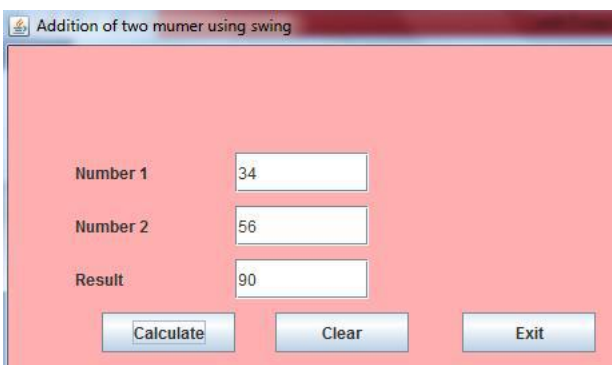 Addition of two mumer using swing
Number 1 34
Number 2 56
Result 90
Calculate Clear Exit